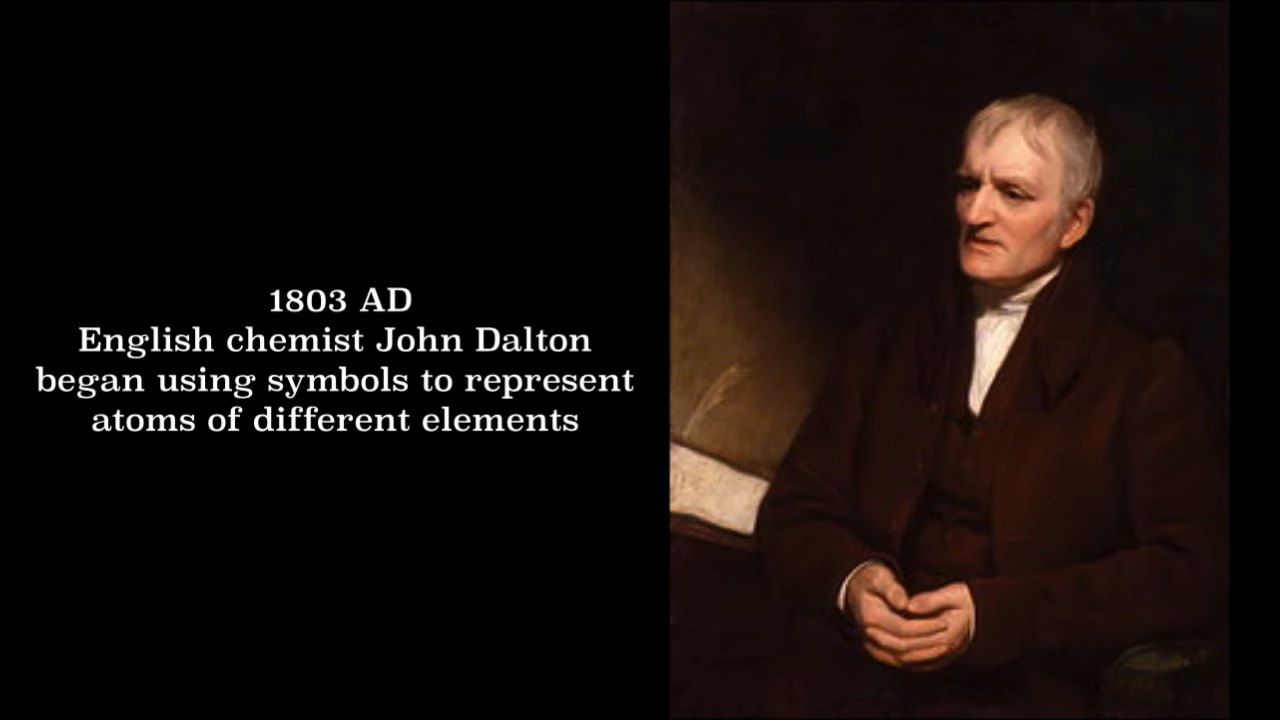 1803 AD
English chemist John Dalton
began using symbols to represent
atoms of different elements